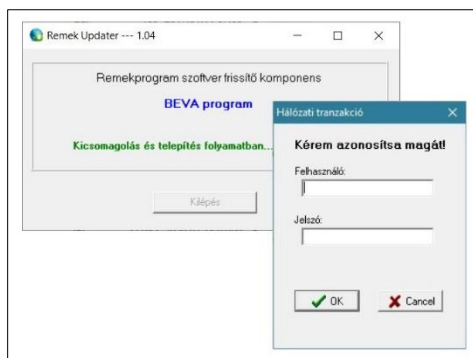 Remek Updater --- 1.04
Remekprogram szoftver frissítő komponens
BEVA program
Kicsomagolás és telepítés folyamatban...
Kilépés
Hálózati tranzakció
Kérem azonosítsa magát!
Felhasználó:
Jelszó:
OK
Cancel